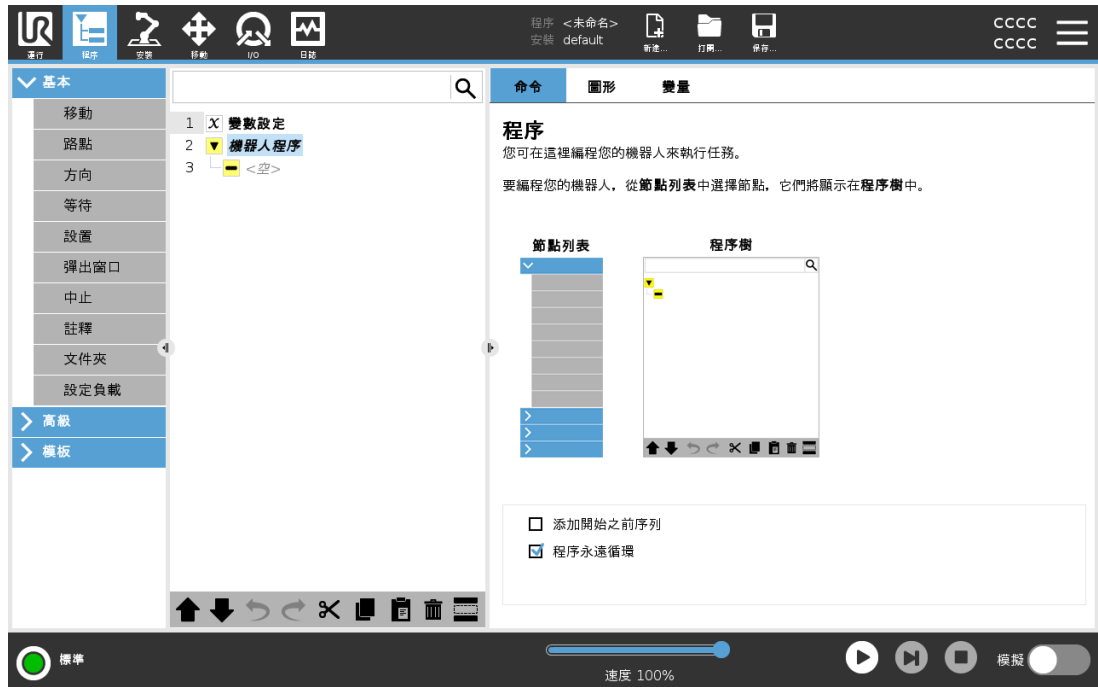 UR
運行
程序
安裝
移動
I/O
日誌
程序 <未命名>
安裝 default
新建...
打開...
保存...
CCCC
CCCC
基本
移動
路點
方向
等待
設置
彈出窗口
中止
註釋
文件夾
設定負載
高級
模板
1 X 變數設定
2 機器人程序
3 <空>
命令
圖形
變量
程序
您可在這裡編程您的機器人來執行任務。
要編程您的機器人，從節點列表中選擇節點，它們將顯示在程序樹中。
節點列表
程序樹
添加開始之前序列
程序永遠循環
標準
速度 100%
模擬